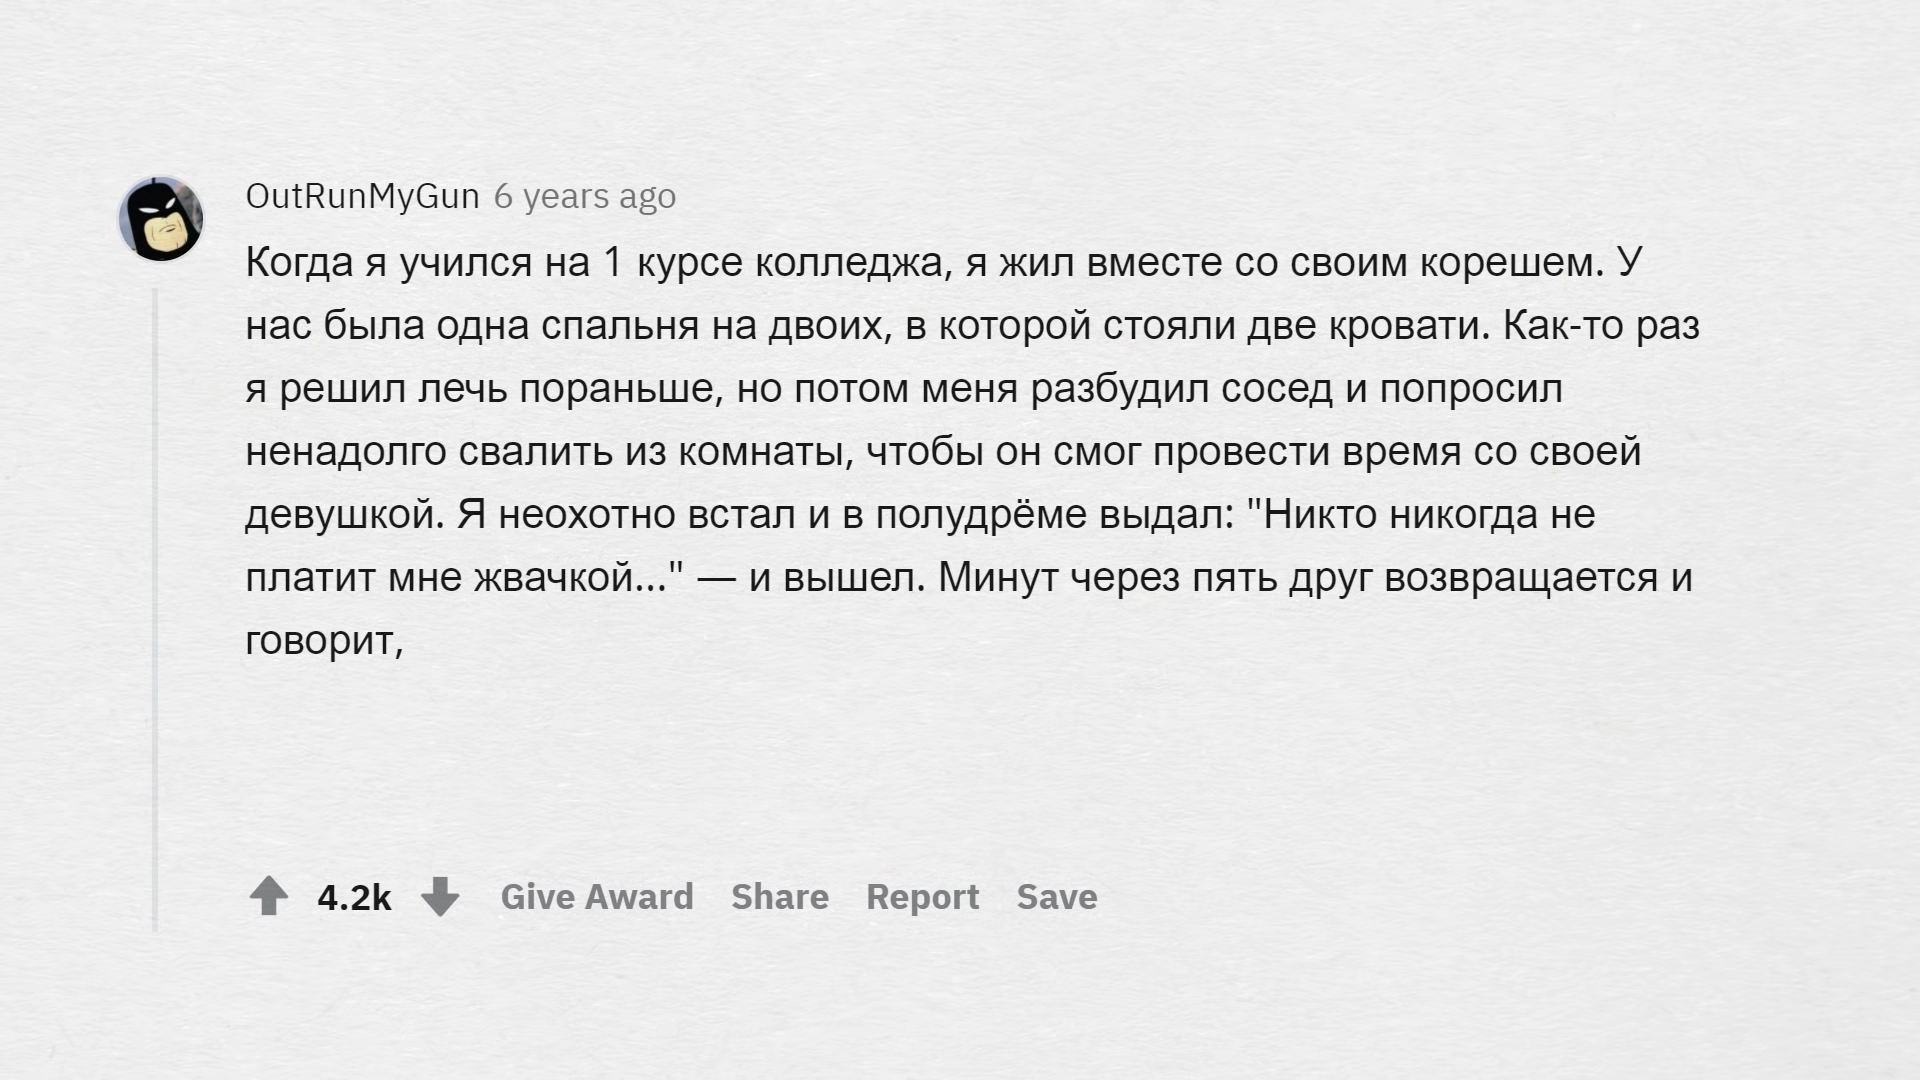 OutRunMyGun 6 years ago
Когда я учился на 1 курсе колледжа, я жил вместе со своим корешем. У
нас была одна спальня на двоих, в которой стояли две кровати. Как-то раз
я решил лечь пораньше, но потом меня разбудил сосед и попросил
ненадолго свалить из комнаты, чтобы он смог провести время со своей
девушкой. Я неохотно встал и в полудрёме выдал: "Никто никогда не
платит мне жвачкой..." — и вышел. Минут через пять друг возвращается и
говорит,
4.2k Give Award Share Report Save